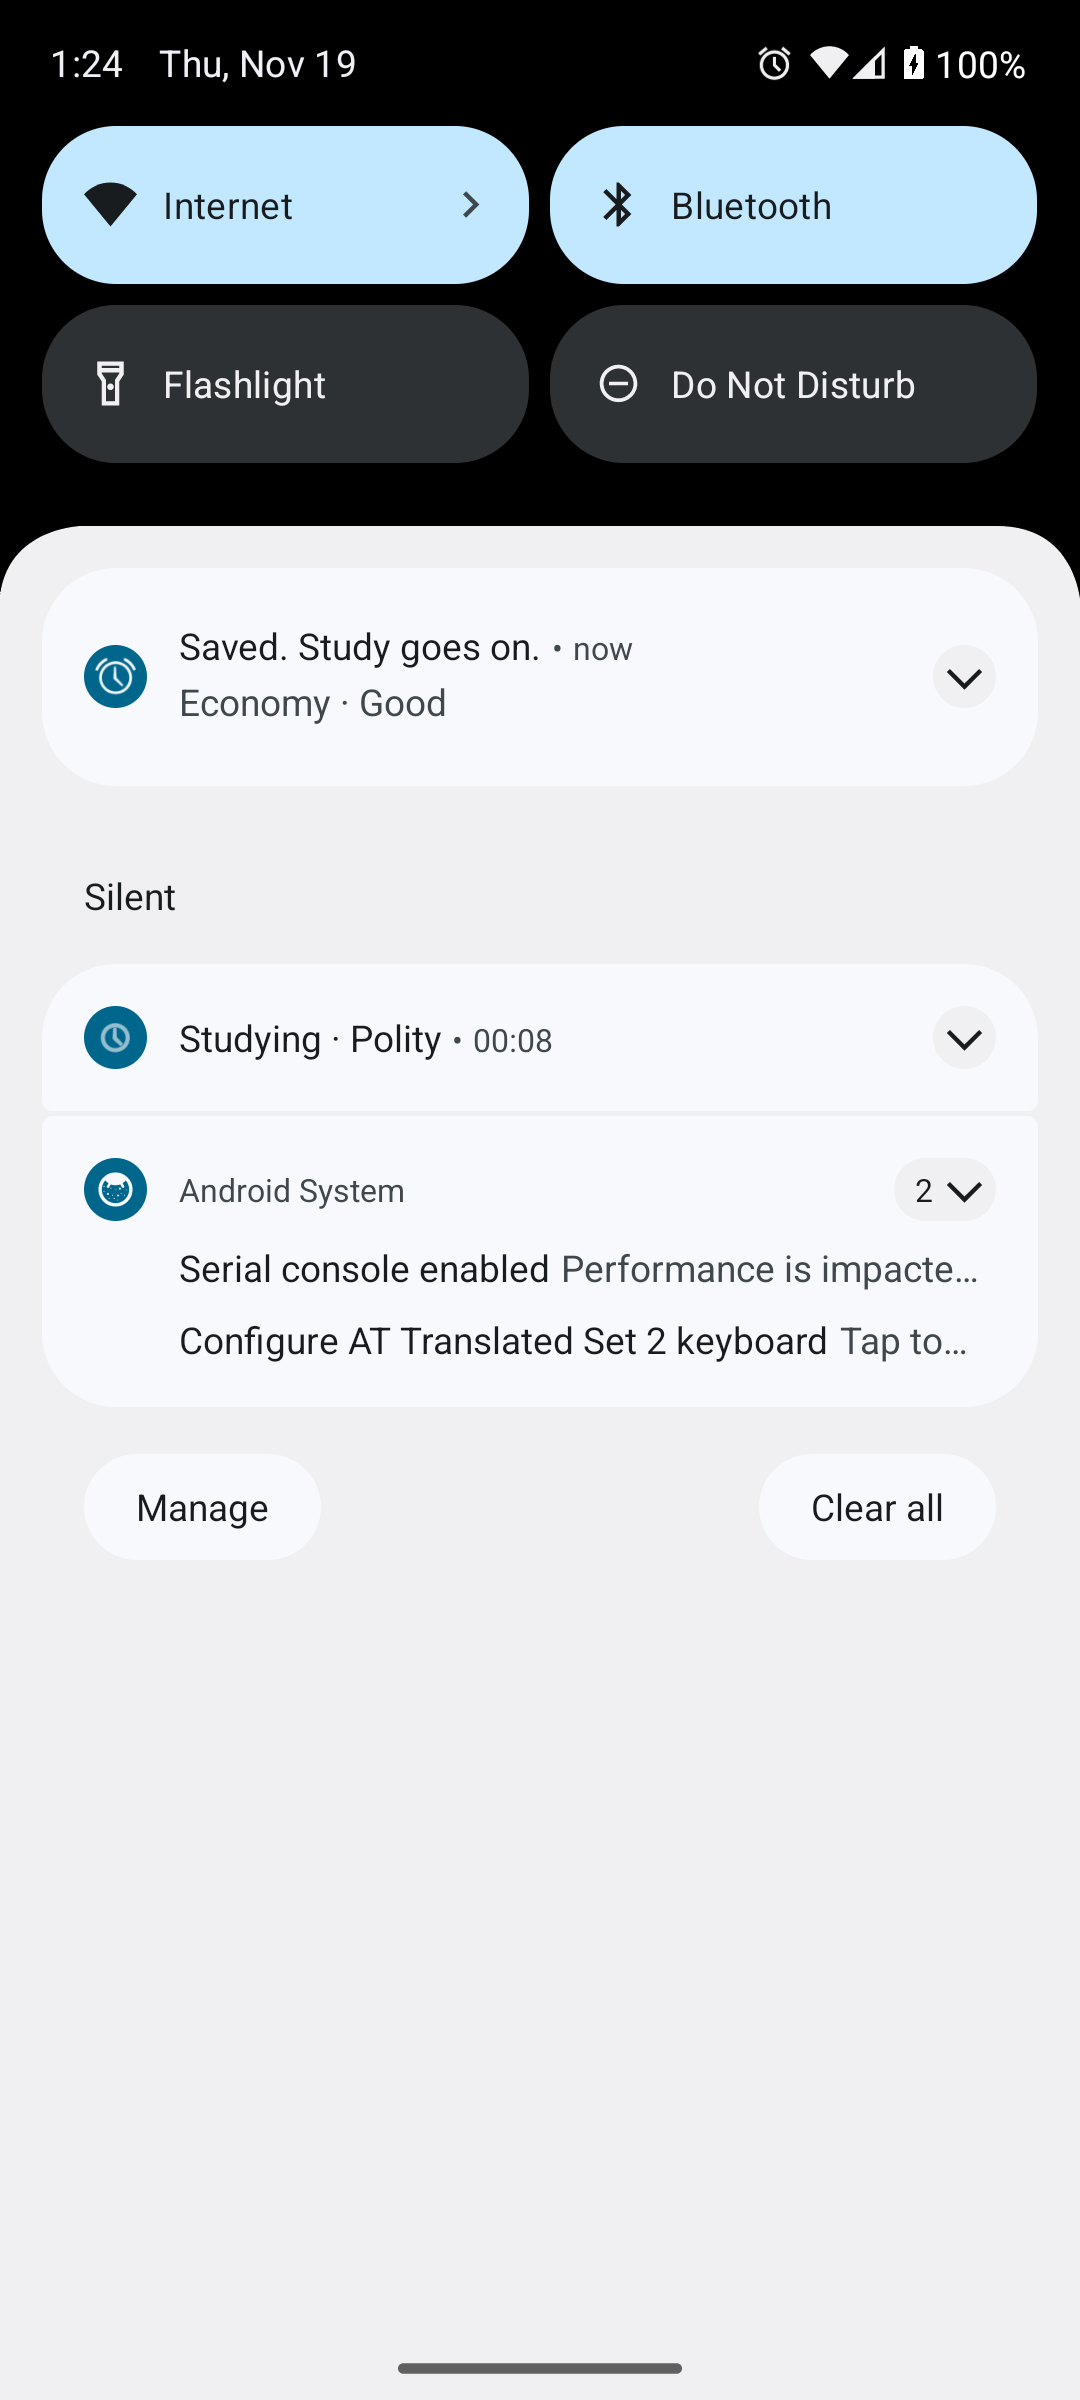 1:24 Thu, Nov 19 100%
Internet
Bluetooth
Flashlight
Do Not Disturb
Saved. Study goes on. • now
Economy · Good
Silent
Studying · Polity • 00:08
Android System 2
Serial console enabled Performance is impacte...
Configure AT Translated Set 2 keyboard Tap to...
Manage
Clear all